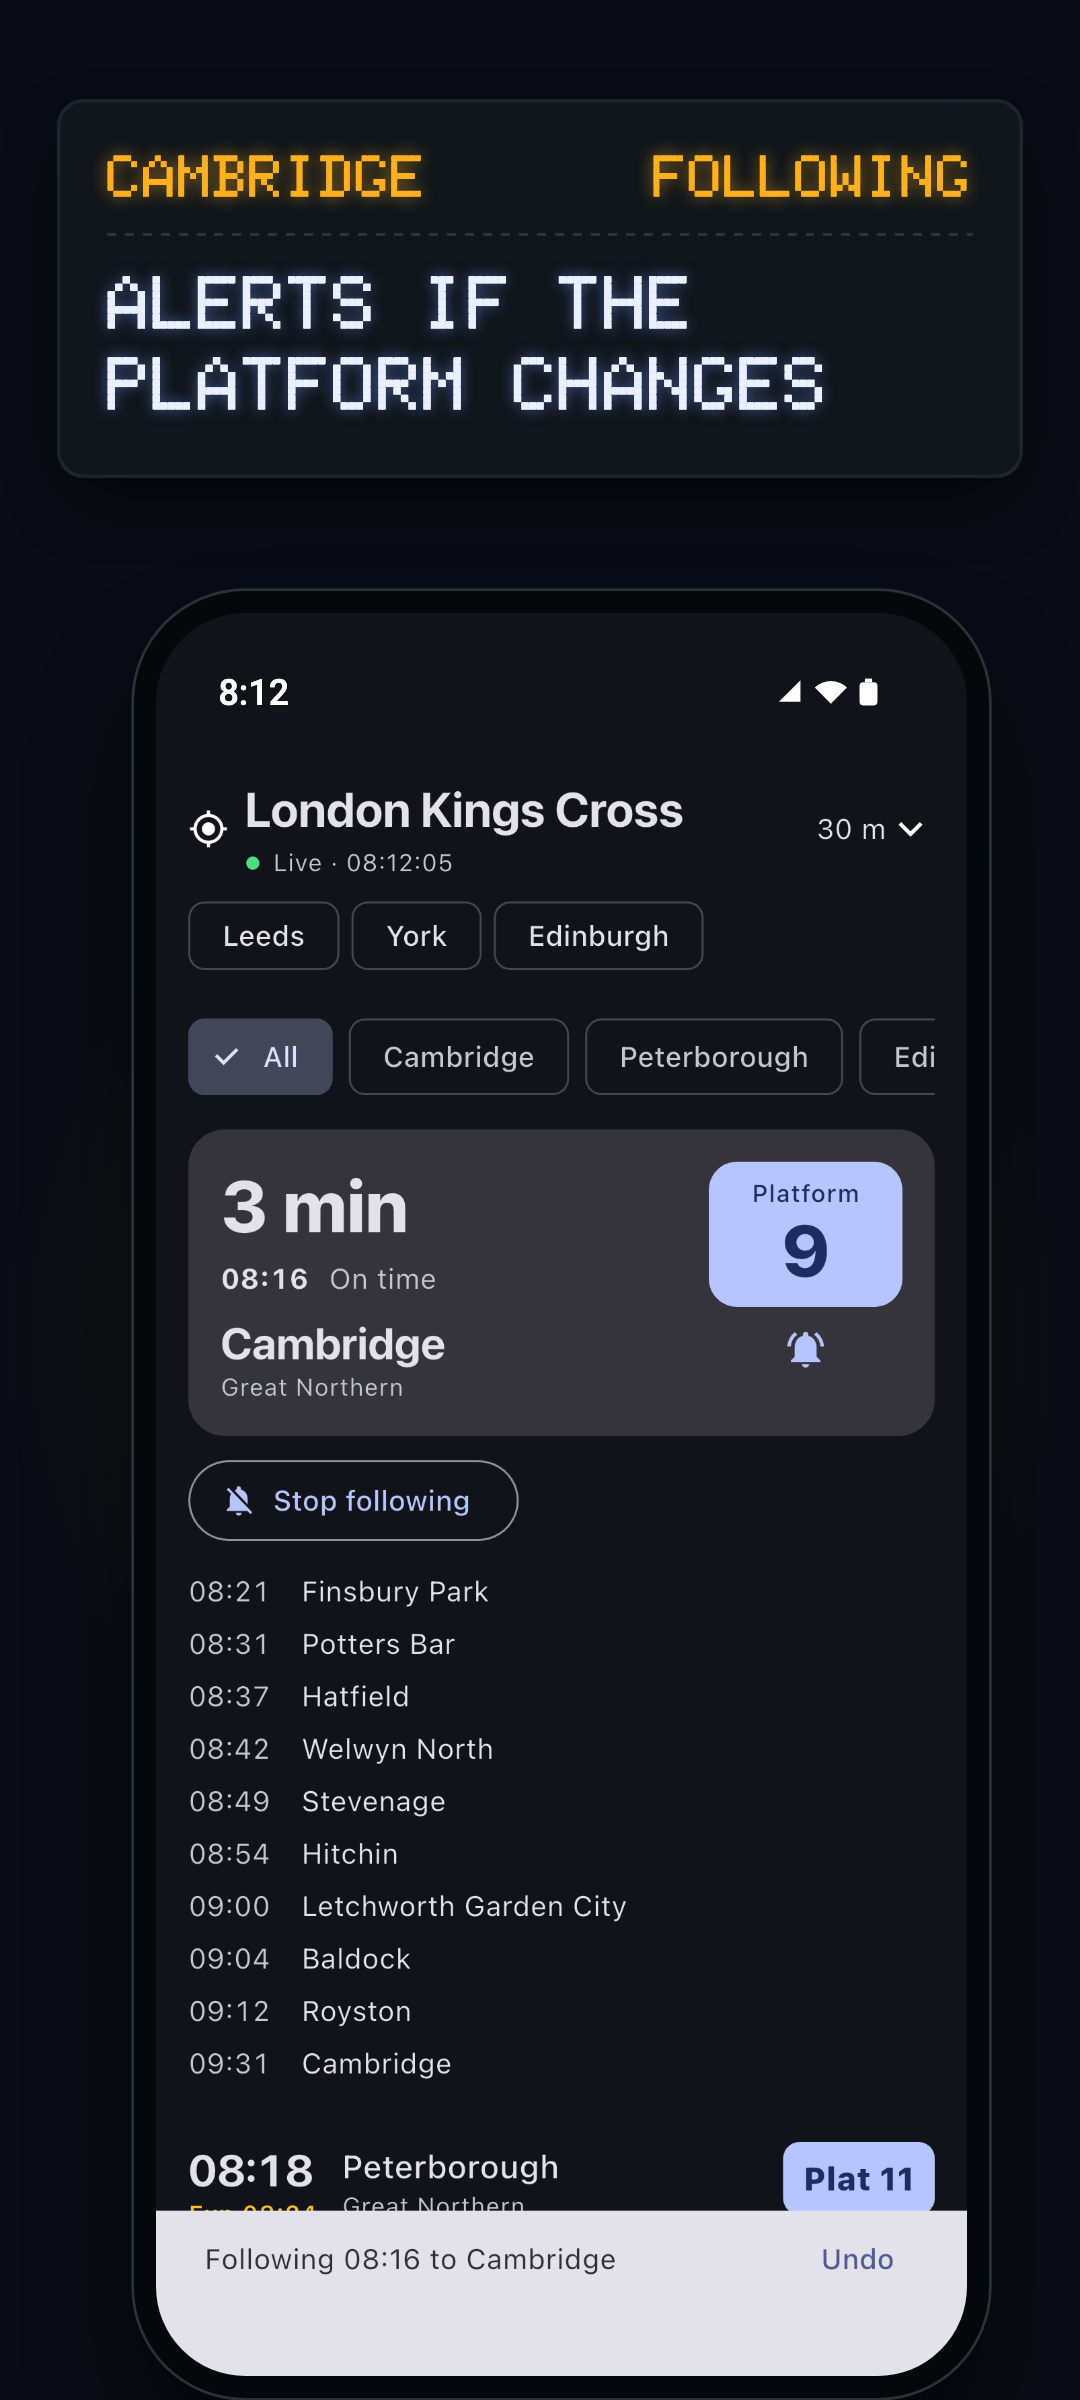 CAMBRIDGE FOLLOWING
ALERTS IF THE
PLATFORM CHANGES
8:12
London Kings Cross
30 m
Live · 08:12:05
Leeds York Edinburgh
All Cambridge Peterborough Edi
3 min
Platform
9
08:16 On time
Cambridge
Great Northern
Stop following
08:21 Finsbury Park
08:31 Potters Bar
08:37 Hatfield
08:42 Welwyn North
08:49 Stevenage
08:54 Hitchin
09:00 Letchworth Garden City
09:04 Baldock
09:12 Royston
09:31 Cambridge
08:18 Peterborough Plat 11
Great Northern
Following 08:16 to Cambridge Undo